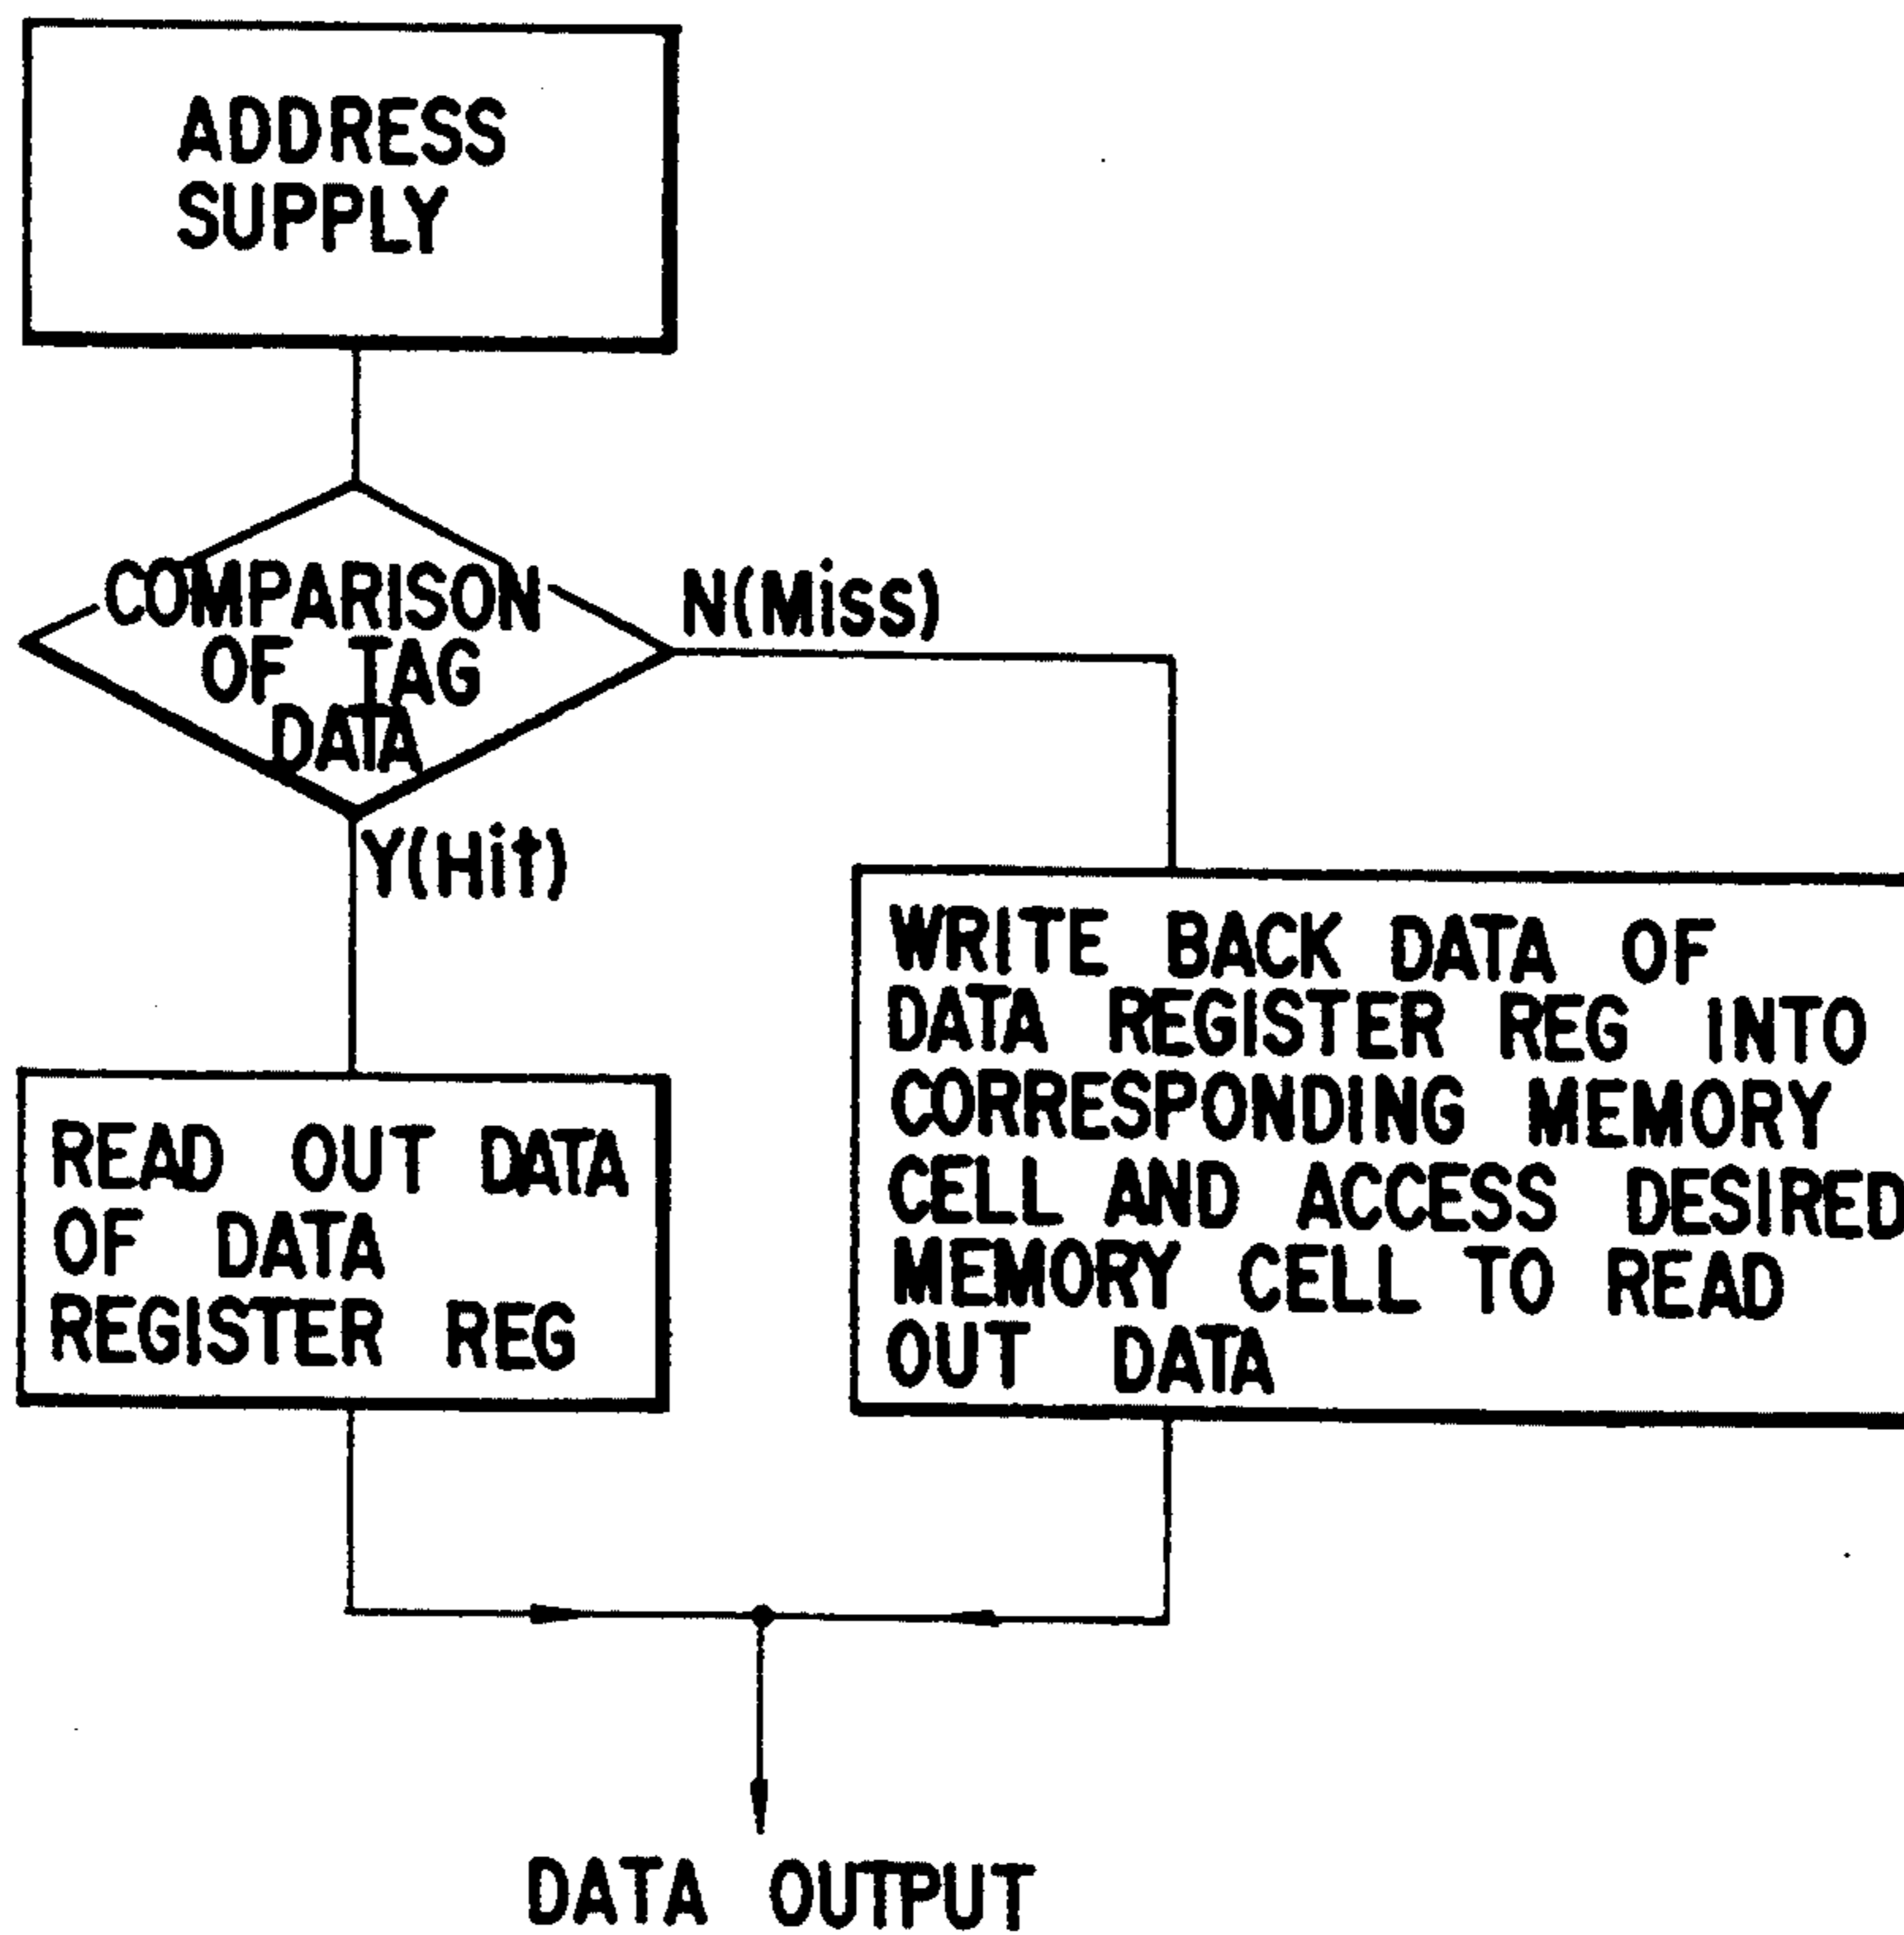 ADDRESS
SUPPLY
COMPARISON
OF TAG
DATA
N(Miss)
Y(Hit)
READ OUT DATA
OF DATA
REGISTER REG
WRITE BACK DATA OF
DATA REGISTER REG INTO
CORRESPONDING MEMORY
CELL AND ACCESS DESIRED
MEMORY CELL TO READ
OUT DATA
DATA OUTPUT